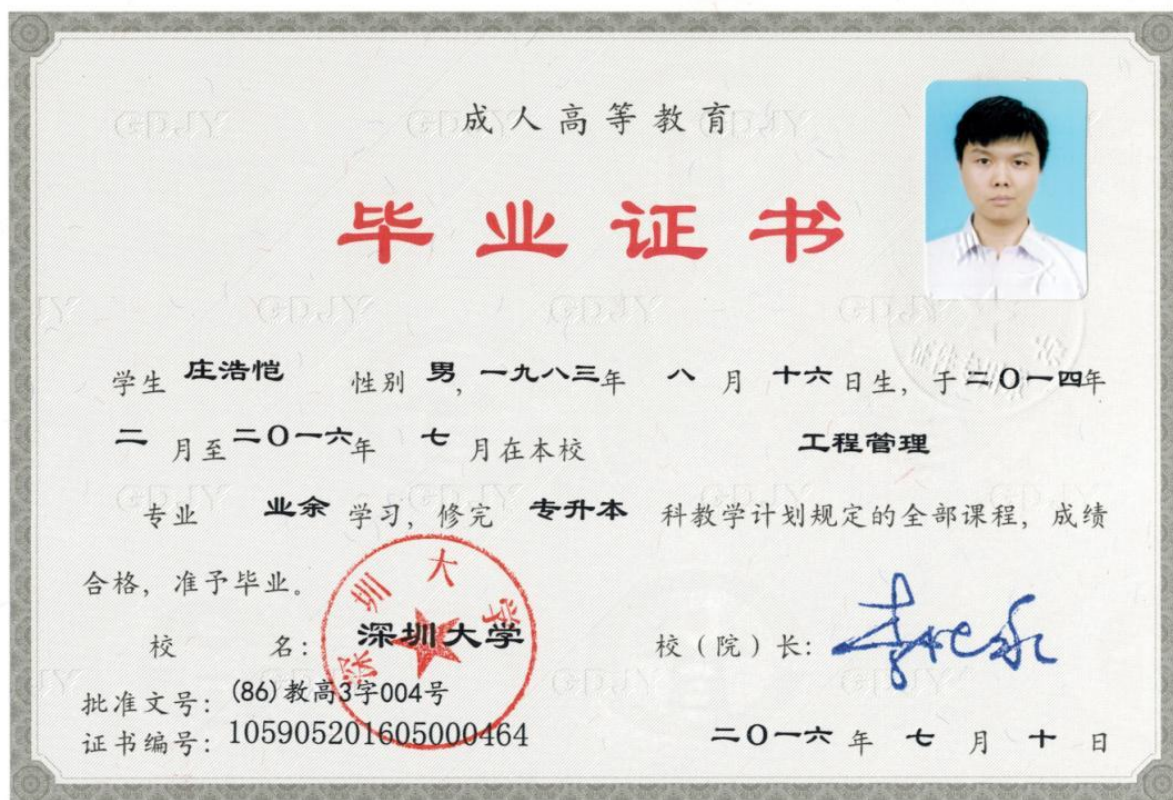 成人高等教育
毕业证书
学生 庄浩恺 性别 男, 一九八三年 八 月 十六日生, 于二〇一四年
二 月至 二〇一六年 七 月在本校 工程管理
专业 业余 学习, 修完 专升本 科教学计划规定的全部课程, 成绩
合格, 准予毕业。
校 名: 深圳大学 校(院)长:
深圳大学
批准文号: (86)教高3字004号
证书编号: 105905201605000464 二〇一六 年 七 月 十 日
GDJY